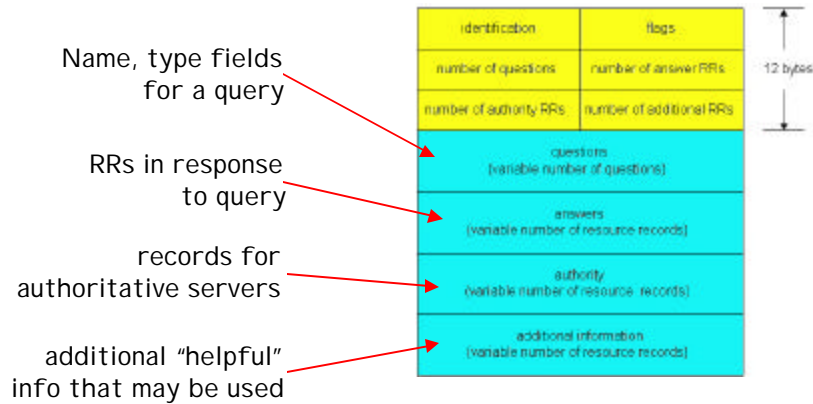 identification flags
Name, type fields
for a query
number of questions number of answer RRs
12 bytes
number of authority RRs number of additional RRs
questions
(variable number of questions)
RRs in response
to query
answers
(variable number of resource records)
records for
authoritative servers
authority
(variable number of resource records)
additional "helpful"
info that may be used
additional information
(variable number of resource records)